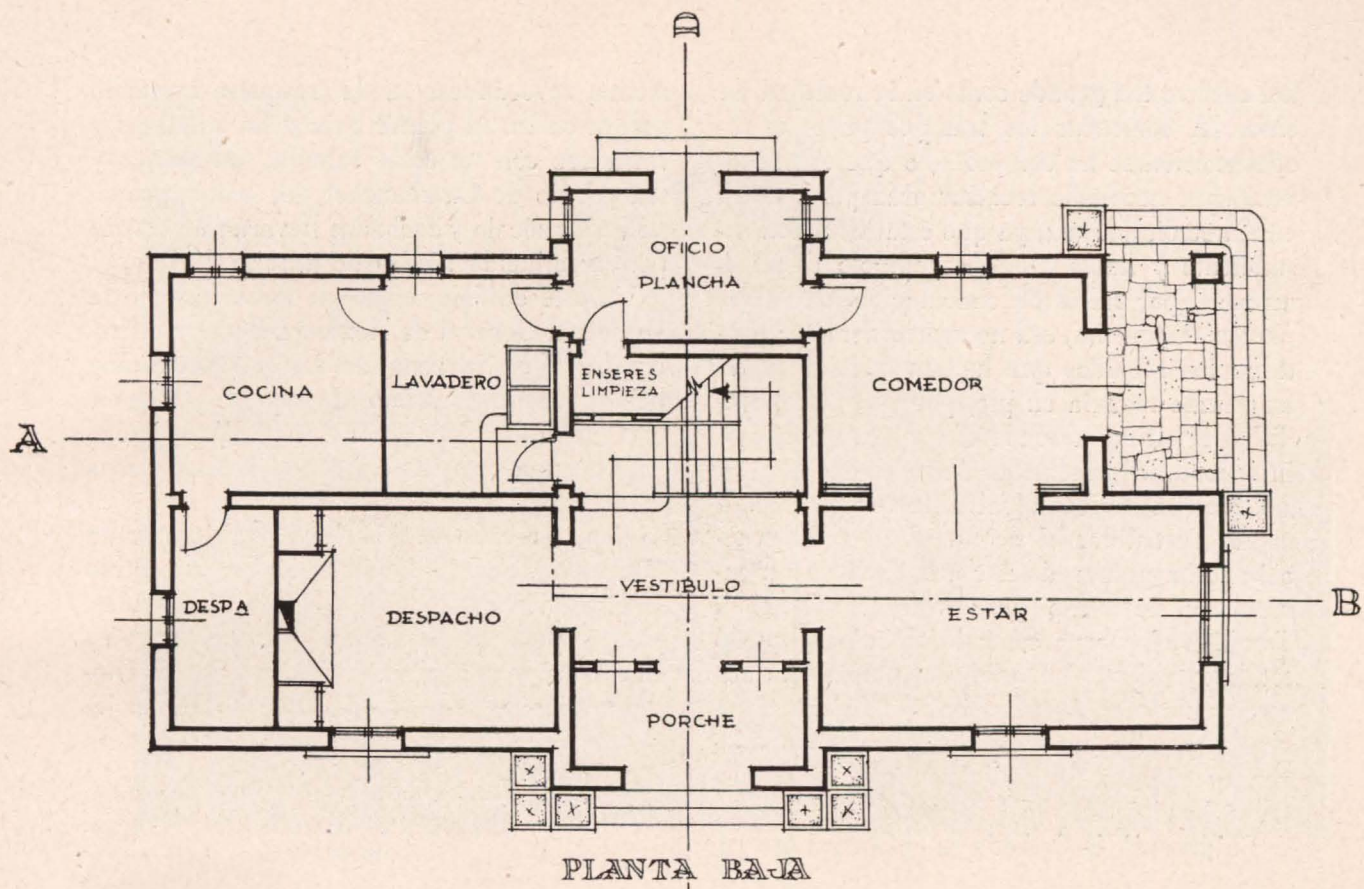 D
OFICIO
PLANCHA
COCINA
LAVADERO
ENSERES
LIMPIEZA
COMEDOR
A
DESPA
DESPACHO
VESTIBULO
ESTAR
B
PORCHE
PLANTA BAJA